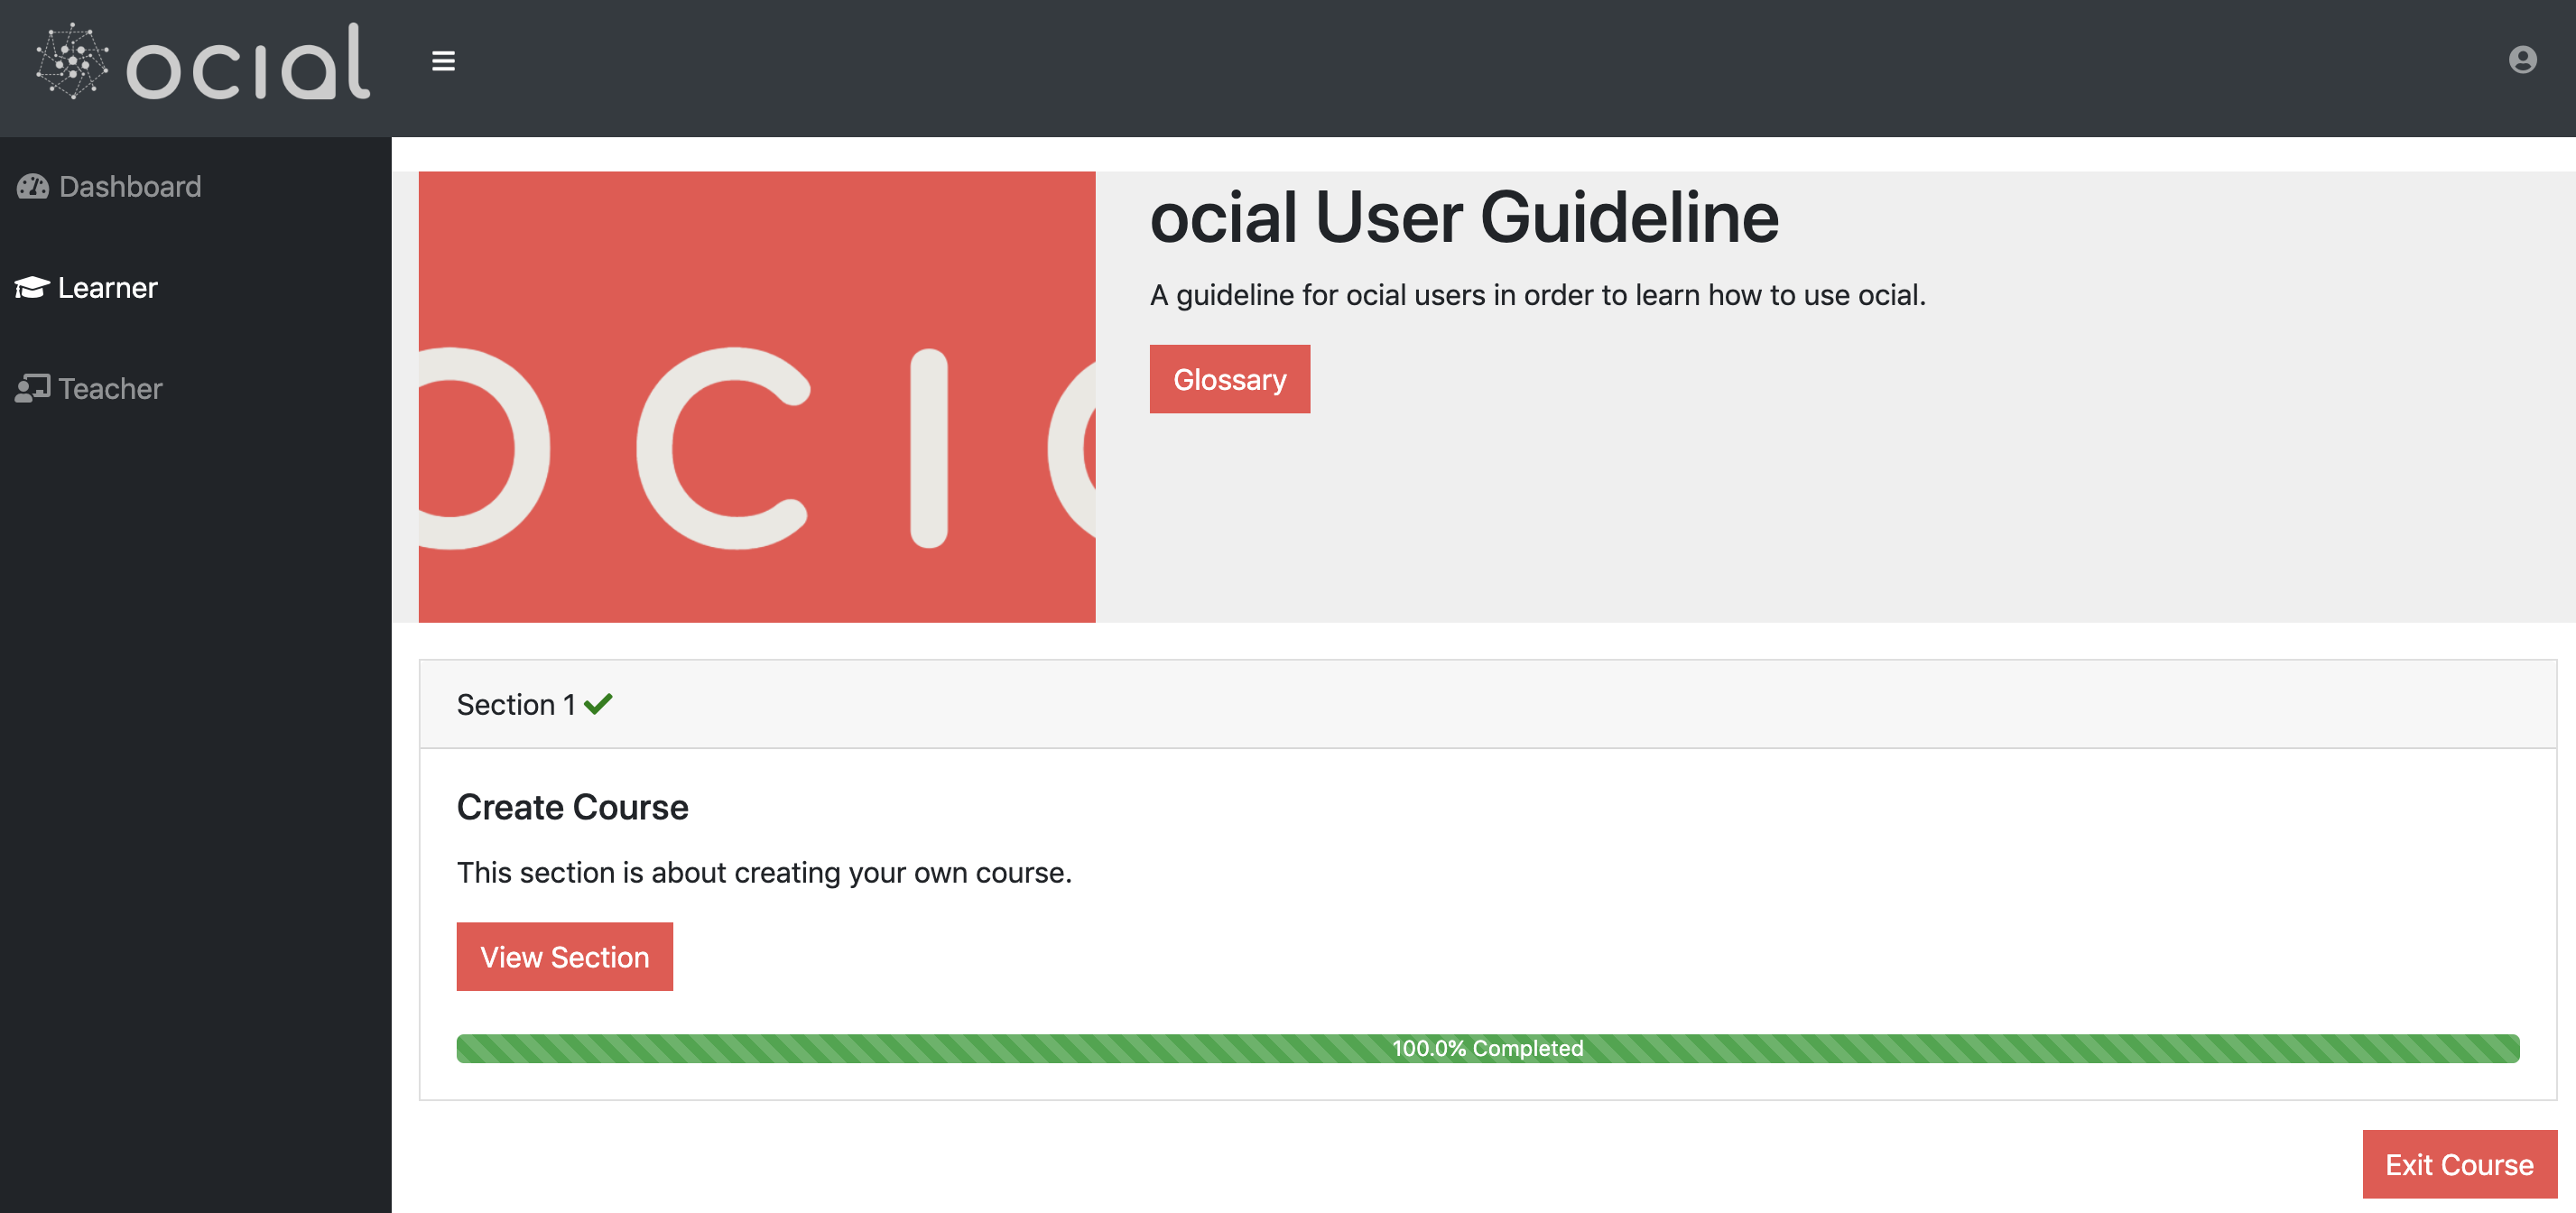 ocial
Dashboard
Learner
Teacher
OCIA
ocial User Guideline
A guideline for ocial users in order to learn how to use ocial.
Glossary
Section 1
Create Course
This section is about creating your own course.
View Section
100.0% Completed
Exit Course